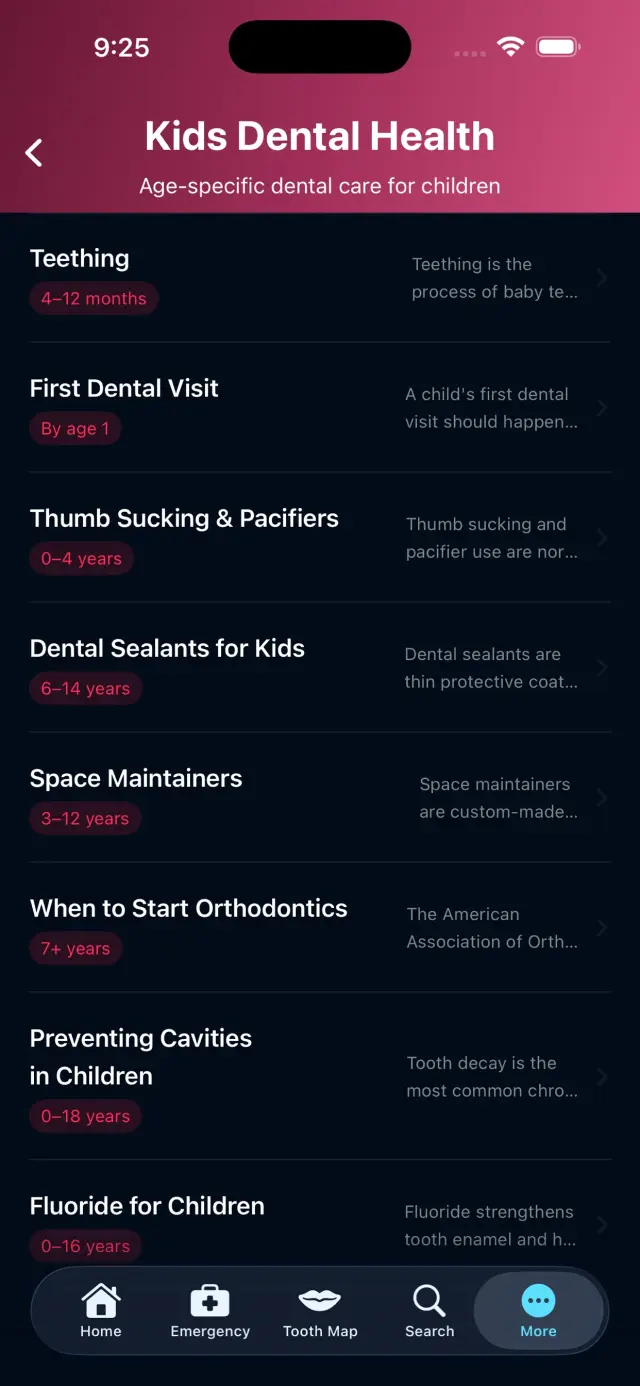 9:25
Kids Dental Health
Age-specific dental care for children
Teething
4–12 months
Teething is the
process of baby te...
First Dental Visit
By age 1
A child's first dental
visit should happen...
Thumb Sucking & Pacifiers
0–4 years
Thumb sucking and
pacifier use are nor...
Dental Sealants for Kids
6–14 years
Dental sealants are
thin protective coat...
Space Maintainers
3–12 years
Space maintainers
are custom-made...
When to Start Orthodontics
7+ years
The American
Association of Orth...
Preventing Cavities
in Children
0–18 years
Tooth decay is the
most common chro...
Fluoride for Children
0–16 years
Fluoride strengthens
tooth enamel and h...
Home
Emergency
Tooth Map
Search
More